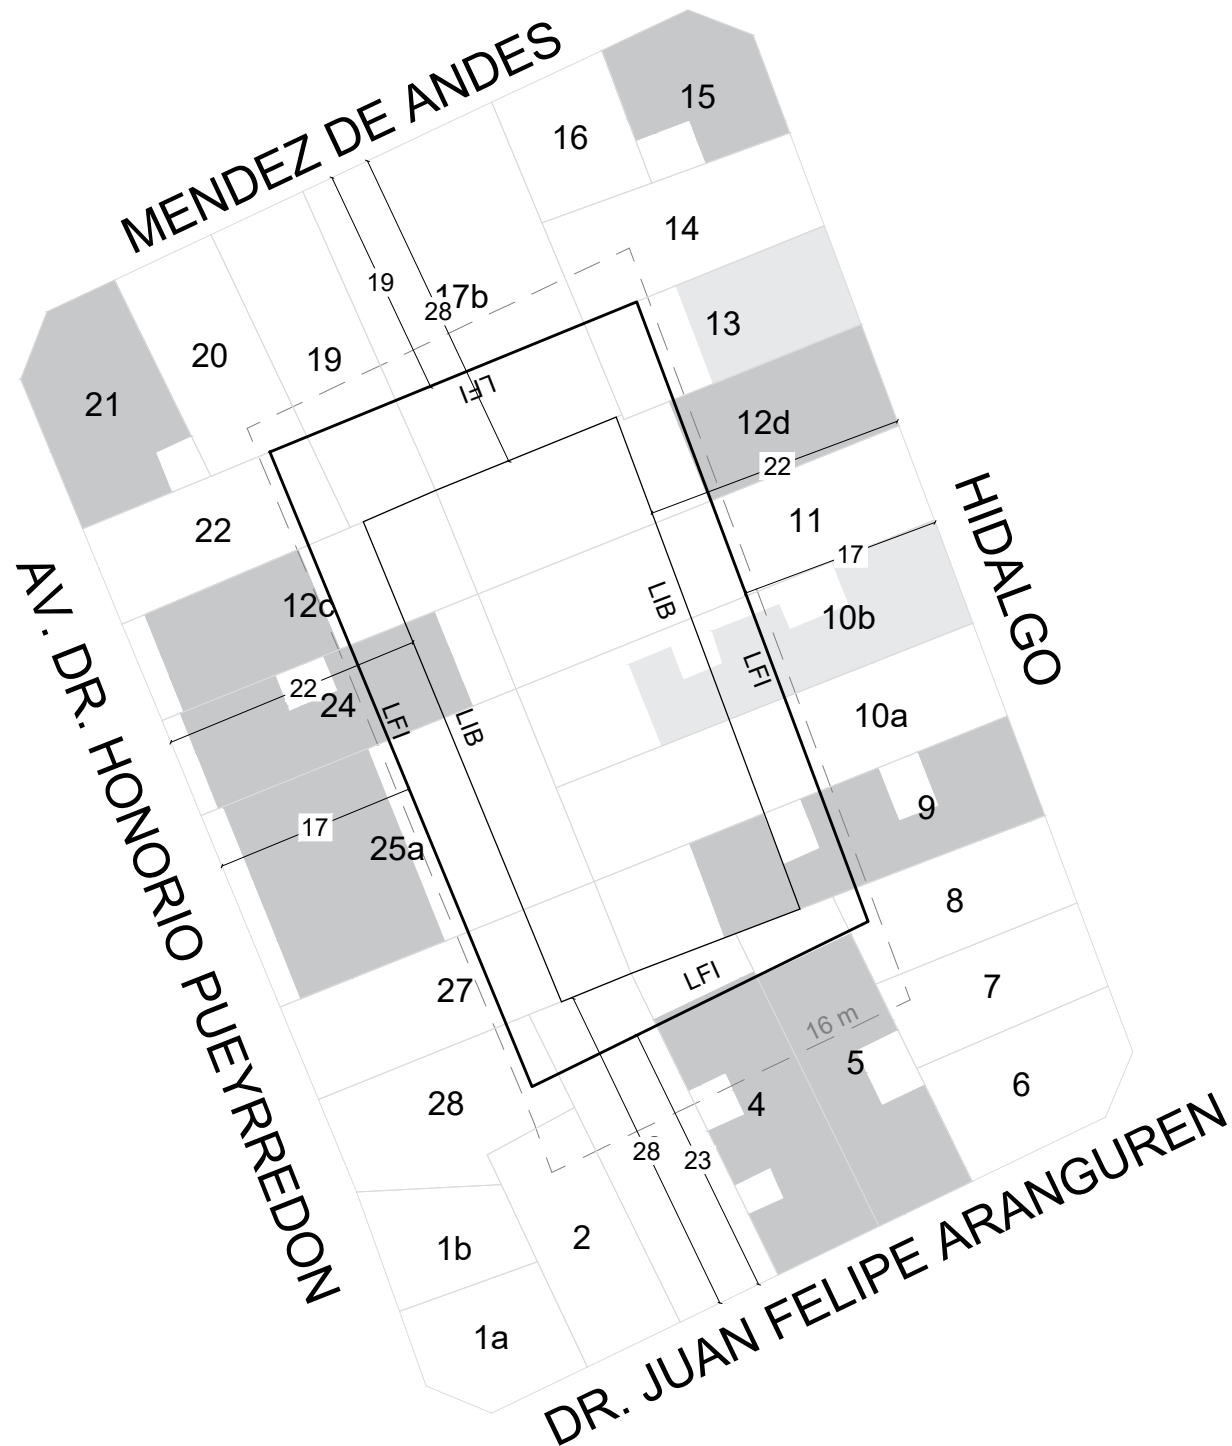 MENDEZ DE ANDES
15
16
14
19
17b
28
13
20
19
21
LFI
12d
22
22
11
HIDALGO
17
AV. DR. HONORIO PUEYRREDON
12c
LIB
10b
LFI
22
24
LFI
LIB
10a
17
9
25a
8
LFI
27
7
16 m
5
28
4
6
28
23
2
1b
1a
DR. JUAN FELIPE ARANGUREN